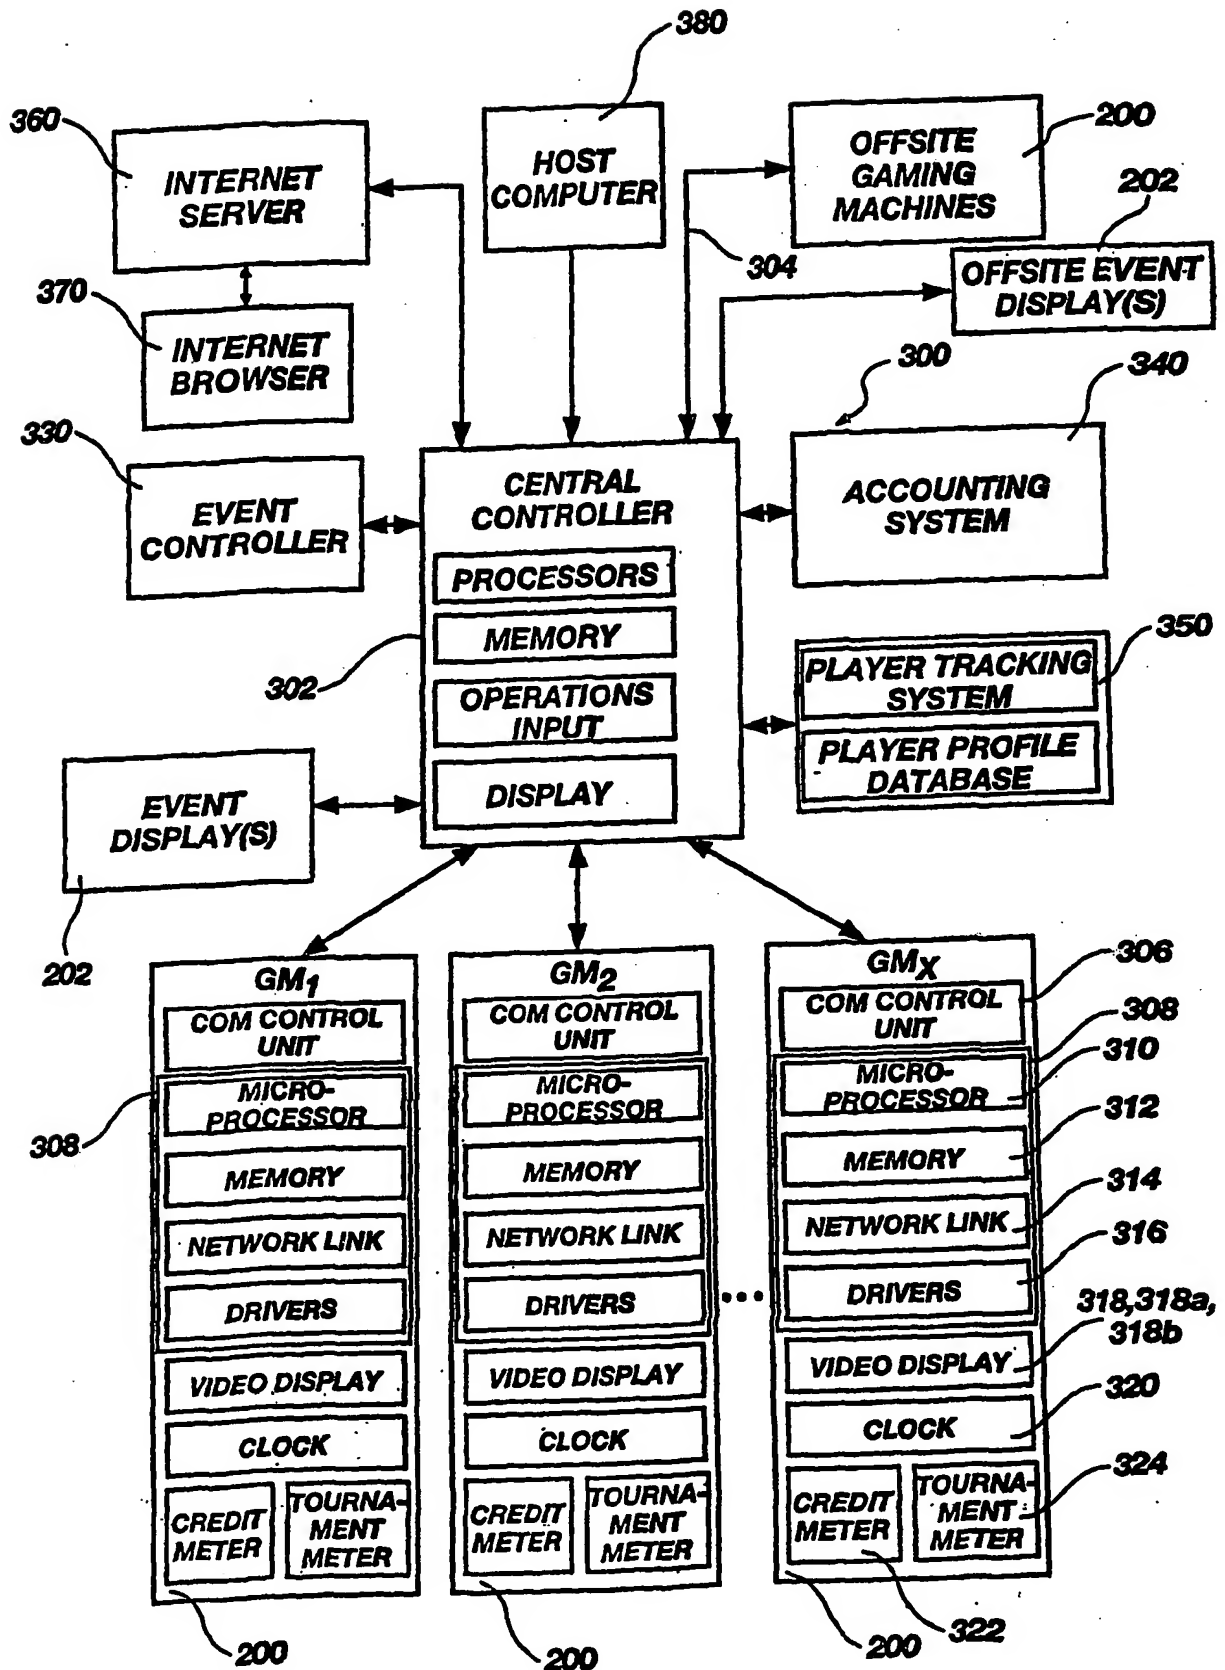 380
360
200
INTERNET
SERVER
HOST
COMPUTER
OFFSITE
GAMING
MACHINES
202
304
OFFSITE EVENT
DISPLAY(S)
370
INTERNET
BROWSER
300
340
330
EVENT
CONTROLLER
CENTRAL
CONTROLLER
ACCOUNTING
SYSTEM
PROCESSORS
MEMORY
302
OPERATIONS
INPUT
DISPLAY
350
PLAYER TRACKING
SYSTEM
PLAYER PROFILE
DATABASE
EVENT
DISPLAY(S)
202
GM1
COM CONTROL
UNIT
MICRO-
PROCESSOR
308
MEMORY
NETWORK LINK
DRIVERS
VIDEO DISPLAY
CLOCK
CREDIT
METER
TOURNA-
MENT
METER
200
GM2
COM CONTROL
UNIT
MICRO-
PROCESSOR
MEMORY
NETWORK LINK
DRIVERS
VIDEO DISPLAY
CLOCK
CREDIT
METER
TOURNA-
MENT
METER
200
...
GMX
COM CONTROL
UNIT
306
308
MICRO-
PROCESSOR
310
MEMORY
312
NETWORK LINK
314
DRIVERS
316
VIDEO DISPLAY
318, 318a,
318b
CLOCK
320
CREDIT
METER
TOURNA-
MENT
METER
324
322
200